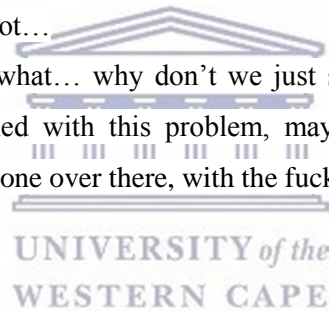 ot…
what… why don’t we just s
ed with this problem, may
one over there, with the fuck
UNIVERSITY of the
WESTERN CAPE